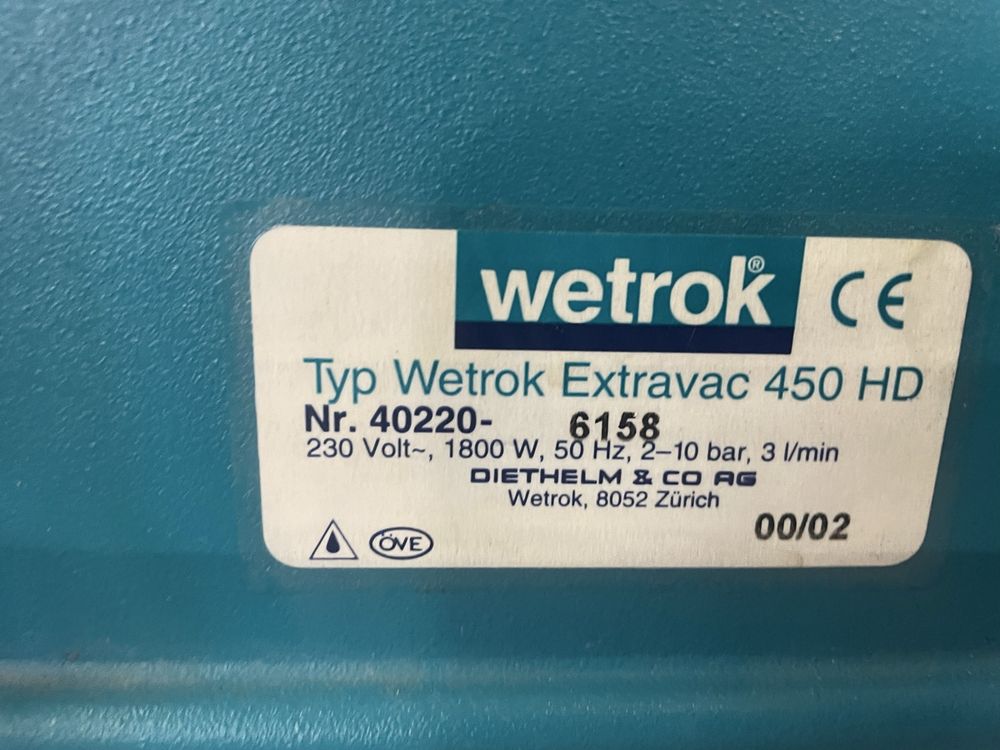 wetrok®
CE
Typ Wetrok Extravac 450 HD
Nr. 40220- 6158
230 Volt~, 1800 W, 50 Hz, 2–10 bar, 3 l/min
DIETHELM & CO AG
Wetrok, 8052 Zürich
00/02
ÖVE